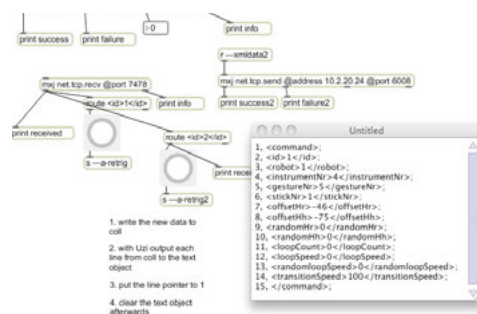 print success
print failure
0
print info
r ---xmldata2
mxj net.tcp.send @address 10.2.20.24 @port 6008
print success2
print failure2
mxj net.tcp.recv @port 7478
route <id>1</id>
print info
print received
route <id>2</id>
s ---a-retrig
print recei
s ---a-retrig2
1. write the new data to
coll
2. with Uzi output each
line from coll to the text
object
3. put the line pointer to 1
4. clear the text object
afterwards
Untitled
1, <command>;
2, <id>1</id>;
3, <robot>1</robot>;
4, <instrumentNr>4</instrumentNr>;
5, <gestureNr>5</gestureNr>;
6, <stickNr>1</stickNr>;
7, <offsetHr>-46</offsetHr>;
8, <offsetHh>-75</offsetHh>;
9, <randomHr>0</randomHr>;
10, <randomHh>0</randomHh>;
11, <loopCount>0</loopCount>;
12, <loopSpeed>0</loopSpeed>;
13, <randomloopSpeed>0</randomloopSpeed>;
14, <transitionSpeed>100</transitionSpeed>;
15, </command>;